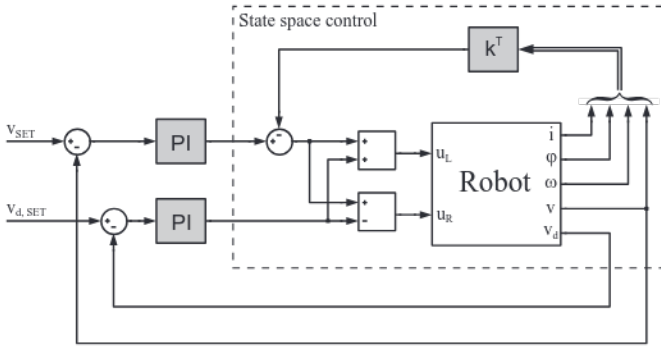 State space control
k^T
v_SET
PI
i
u_L
φ
Robot
ω
v_d, SET
PI
u_R
v
v_d